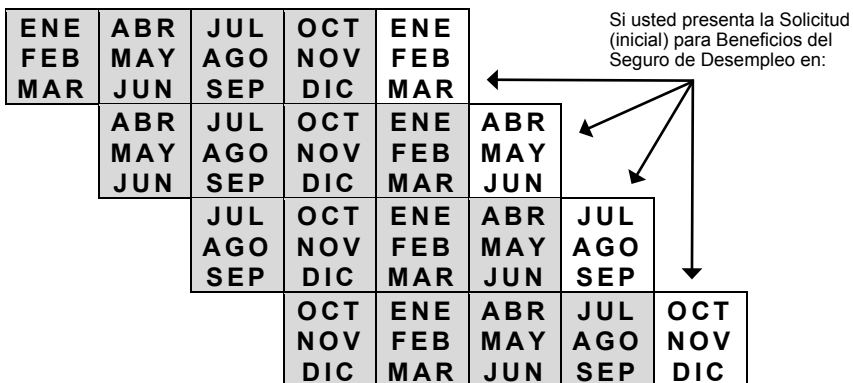 Si usted presenta la Solicitud
(inicial) para Beneficios del
Seguro de Desempleo en:
ENE ABR JUL OCT ENE
FEB MAY AGO NOV FEB
MAR JUN SEP DIC MAR
ABR JUL OCT ENE ABR
MAY AGO NOV FEB MAY
JUN SEP DIC MAR JUN
JUL OCT ENE ABR JUL
AGO NOV FEB MAY AGO
SEP DIC MAR JUN SEP
OCT ENE ABR JUL OCT
NOV FEB MAY AGO NOV
DIC MAR JUN SEP DIC